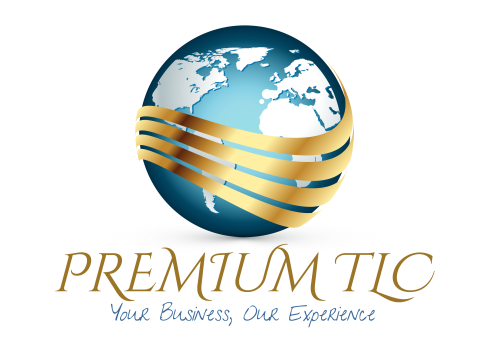 PREMIUM TLC
Your Business, Our Experience